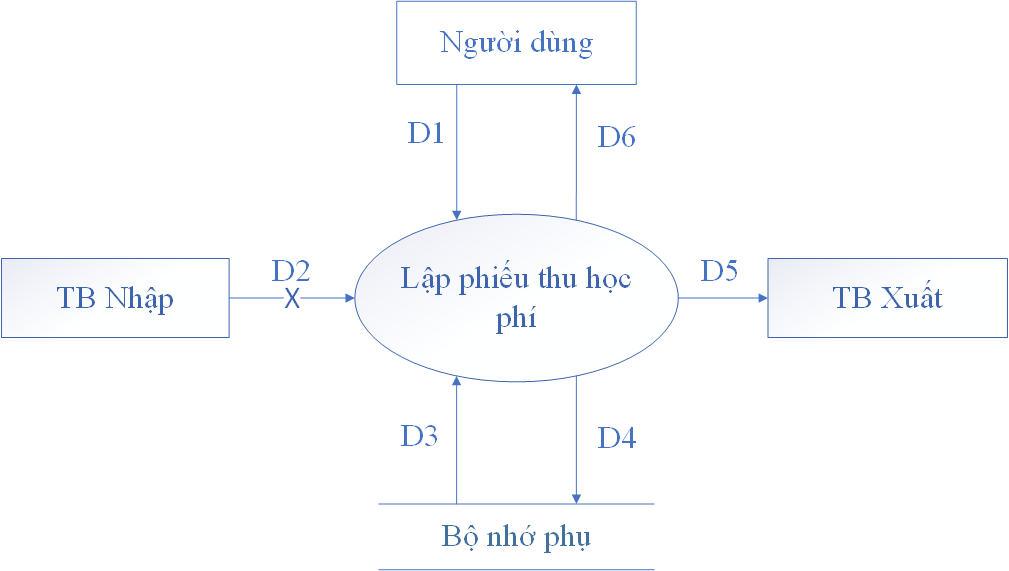 Người dùng
D1
D6
D2
X
TB Nhập
Lập phiếu thu học
phí
D5
TB Xuất
D3
D4
Bộ nhớ phụ